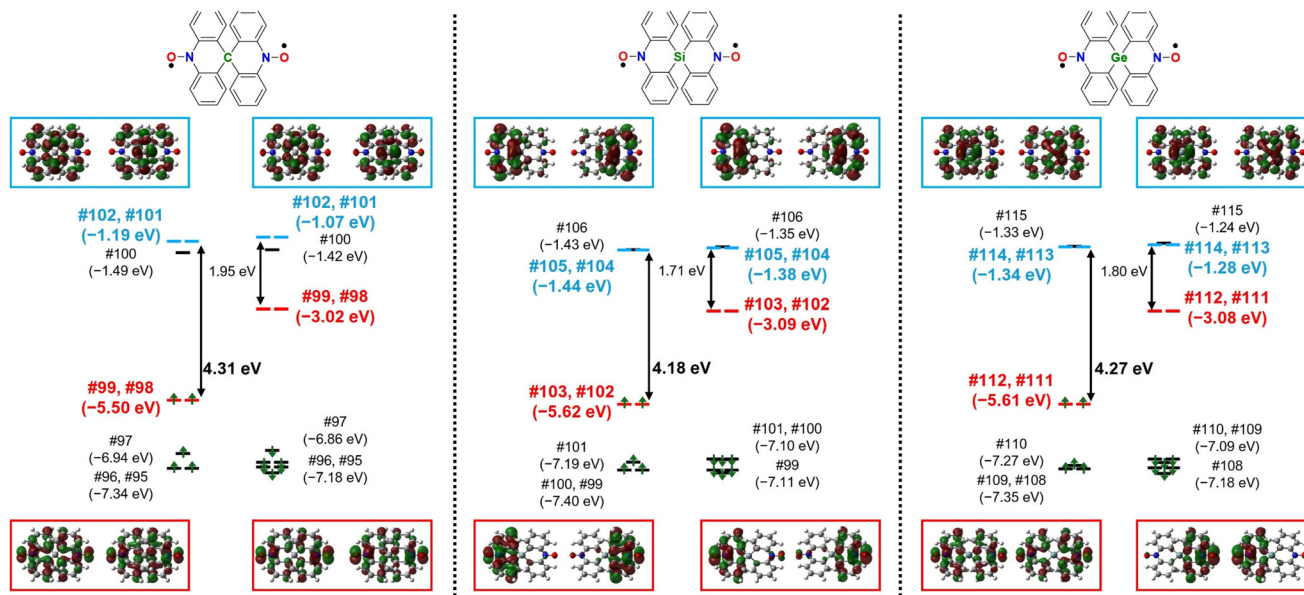 O N C N O
O N Si N O
O N Ge N O
#102, #101
(−1.19 eV)
#100
(−1.49 eV)
1.95 eV
#102, #101
(−1.07 eV)
#100
(−1.42 eV)
#99, #98
(−3.02 eV)
4.31 eV
#99, #98
(−5.50 eV)
#97
(−6.94 eV)
#96, #95
(−7.34 eV)
#97
(−6.86 eV)
#96, #95
(−7.18 eV)
#106
(−1.43 eV)
#105, #104
(−1.44 eV)
1.71 eV
#106
(−1.35 eV)
#105, #104
(−1.38 eV)
#103, #102
(−3.09 eV)
4.18 eV
#103, #102
(−5.62 eV)
#101
(−7.19 eV)
#100, #99
(−7.40 eV)
#101, #100
(−7.10 eV)
#99
(−7.11 eV)
#115
(−1.33 eV)
#114, #113
(−1.34 eV)
1.80 eV
#115
(−1.24 eV)
#114, #113
(−1.28 eV)
#112, #111
(−3.08 eV)
4.27 eV
#112, #111
(−5.61 eV)
#110
(−7.27 eV)
#109, #108
(−7.35 eV)
#110, #109
(−7.09 eV)
#108
(−7.18 eV)